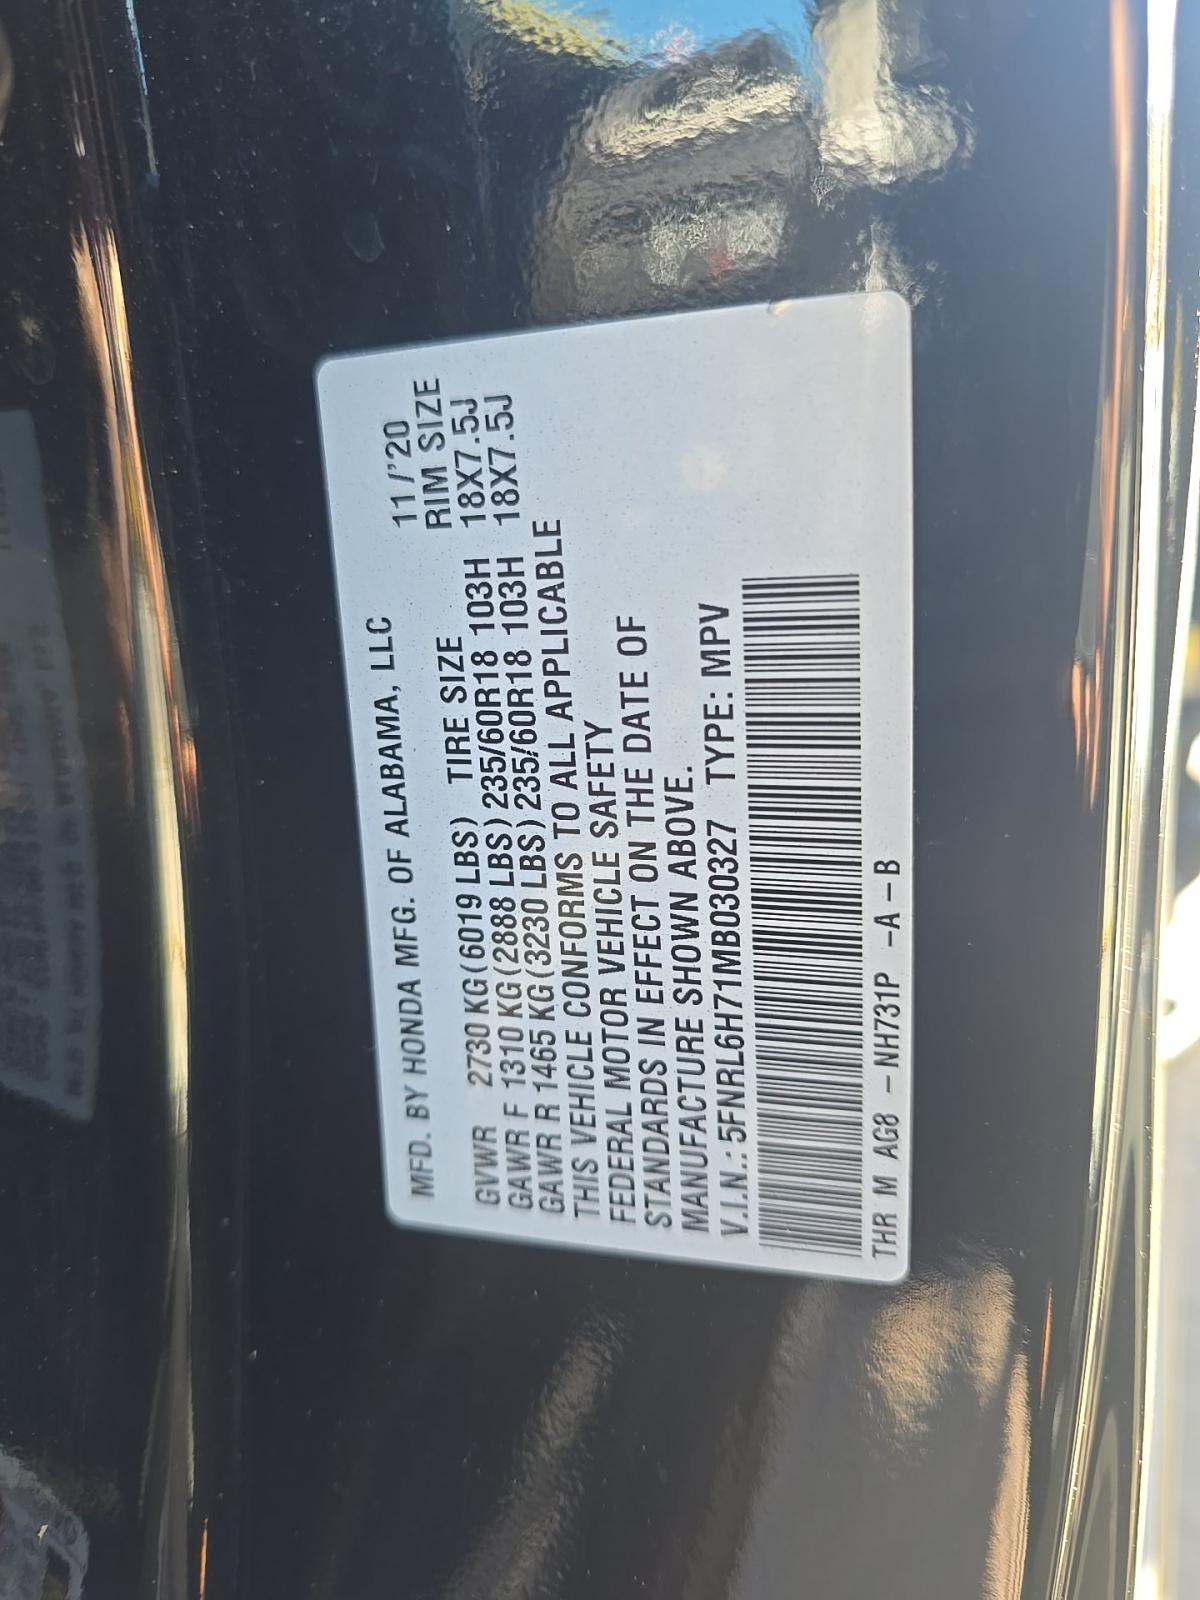 MFD. BY HONDA MFG. OF ALABAMA, LLC 11/'20
GVWR 2730 KG(6019 LBS) TIRE SIZE RIM SIZE
GAWR F 1310 KG(2888 LBS) 235/60R18 103H 18X7.5J
GAWR R 1465 KG(3230 LBS) 235/60R18 103H 18X7.5J
THIS VEHICLE CONFORMS TO ALL APPLICABLE
FEDERAL MOTOR VEHICLE SAFETY
STANDARDS IN EFFECT ON THE DATE OF
MANUFACTURE SHOWN ABOVE.
V.I.N.:5FNRL6H71MB030327 TYPE: MPV
THR M AG8 -NH731P -A-B